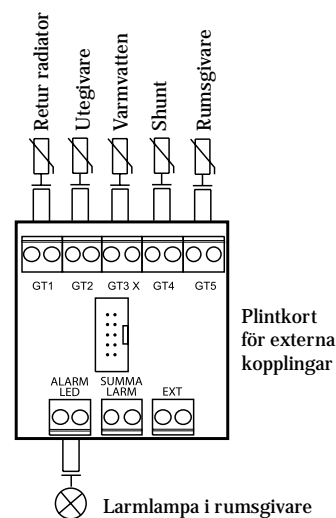 Retur radiator
Utegivare
Varmvatten
Shunt
Rumsgivare
GT1 GT2 GT3 X GT4 GT5
Plintkort
för externa
kopplingar
ALARM
LED
SUMMA
LARM
EXT
Larmlampa i rumsgivare